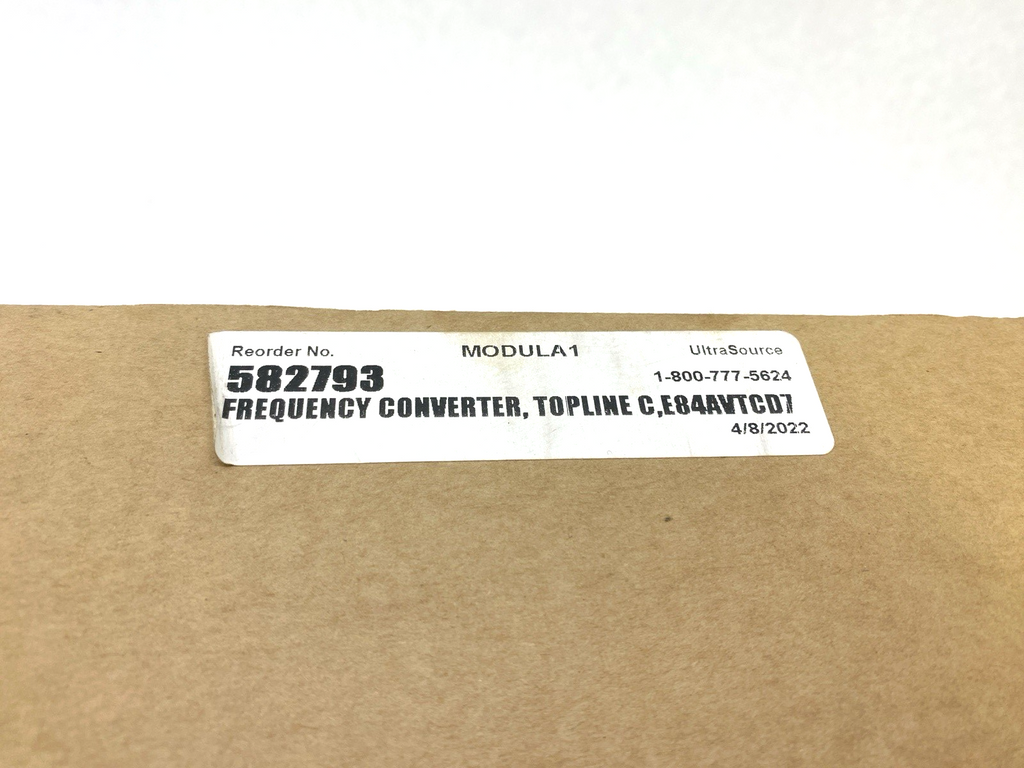 Reorder No. MODULA1 UltraSource
582793 1-800-777-5624
FREQUENCY CONVERTER, TOPLINE C,E84AVTCD7
4/8/2022